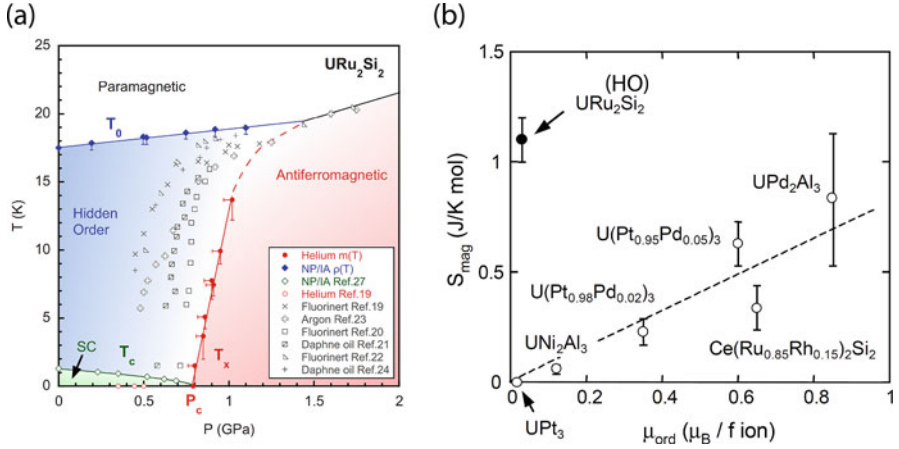 (a)
25
20
15
10
5
0
T (K)
0
0.5
1
1.5
2
P (GPa)
URu2Si2
Paramagnetic
T0
Antiferromagnetic
Hidden
Order
SC
Tc
Tx
Pc
Helium m(T)
NP/IA ρ(T)
NP/IA Ref.27
Helium Ref.19
Fluorinert Ref.19
Argon Ref.23
Fluorinert Ref.20
Daphne oil Ref.21
Fluorinert Ref.22
Daphne oil Ref.24
(b)
1.5
1
0.5
0
Smag (J/K mol)
0
0.2
0.4
0.6
0.8
1
μord (μB / f ion)
(HO)
URu2Si2
UPd2Al3
U(Pt0.95Pd0.05)3
U(Pt0.98Pd0.02)3
UNi2Al3
Ce(Ru0.85Rh0.15)2Si2
UPt3